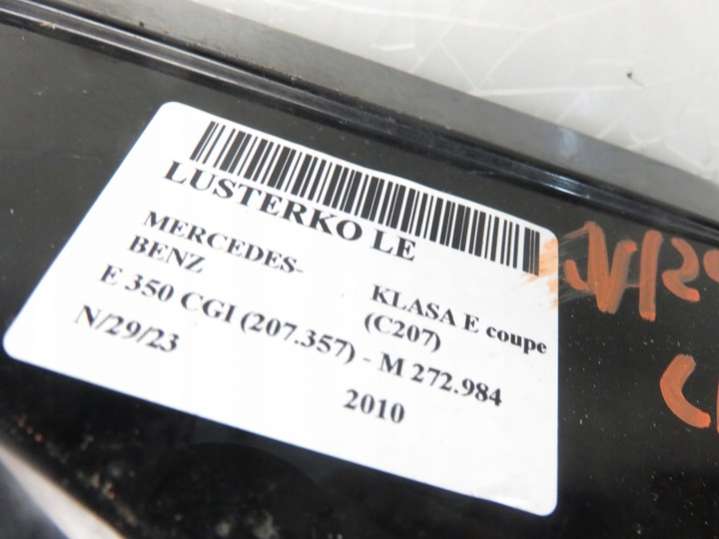 LUSTERKO LE
MERCEDES-
BENZ
KLASA E coupe
(C207)
E 350 CGI (207.357) - M 272.984
N/29/23
2010